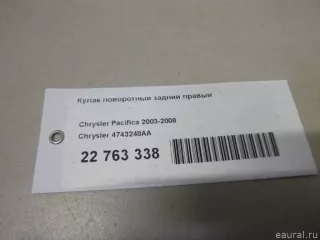 Кулак поворотный задний правый
Chrysler Pacifica 2003-2008
Chrysler 4743248AA
22 763 338
eaural.ru